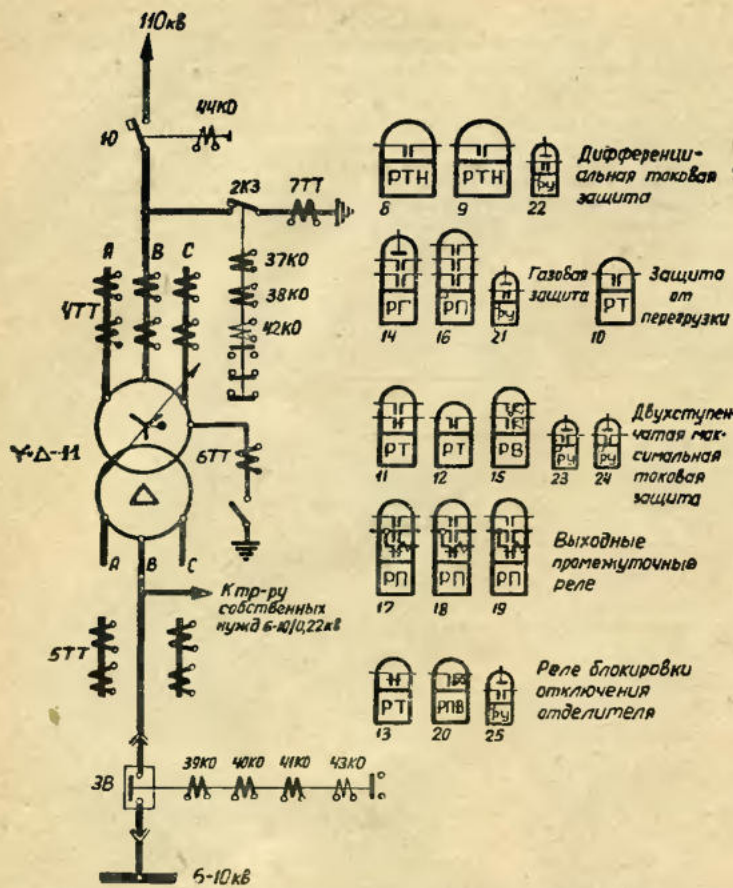 110кв
44КО
1О
2КЗ
7ТТ
37КО
38КО
42КО
А В С
4ТТ
Y-Δ-11
6ТТ
Δ
А В С
К тр-ру
собственных
нужд 6-10/0,22кв
5ТТ
3В
39КО 40КО 41КО 43КО
6-10кв
РТН РТН РУ
8 9 22
Дифференци-
альная токовая
защита
РГ РП РУ
14 16 21
Газовая
защита
РТ
10
Защита
от
перегрузки
РТ РТ РВ РУ РУ
11 12 15 23 24
Двухступен-
чатая мак-
симальная
токовая
защита
РП РП РП
17 18 19
Выходные
промежуточные
реле
РТ РПВ РУ
13 20 25
Реле блокировки
отключения
отделителя